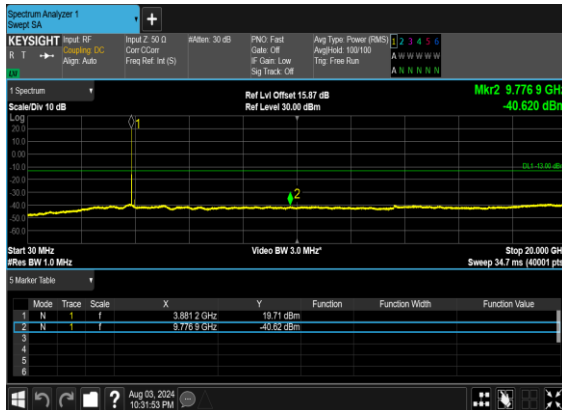 Spectrum Analyzer 1
Swept SA
+
KEYSIGHT Input: RF Input Z: 50 Ω #Atten: 30 dB PNO: Fast Avg Type: Power (RMS) 1 2 3 4 5 6
R T Coupling: DC Corr CCorr Gate: Off Avg|Hold: 100/100 A W W W W W
Align: Auto Freq Ref: Int (S) IF Gain: Low Trig: Free Run
Sig Track: Off A N N N N N
1 Spectrum
Scale/Div 10 dB
Ref Lvl Offset 15.87 dB
Ref Level 30.00 dBm
Mkr2 9.776 9 GHz
-40.620 dBm
Log
20.0
10.0
0.00
-10.0
-20.0
-30.0
-40.0
-50.0
-60.0
1
2
DL1 -13.00 dBm
Start 30 MHz Video BW 3.0 MHz* Stop 20.000 GHz
#Res BW 1.0 MHz Sweep 34.7 ms (40001 pts)
5 Marker Table
Mode Trace Scale X Y Function Function Width Function Value
1 N 1 f 3.881 2 GHz 19.71 dBm
2 N 1 f 9.776 9 GHz -40.62 dBm
3
4
5
6
? Aug 03, 2024
10:31:53 PM